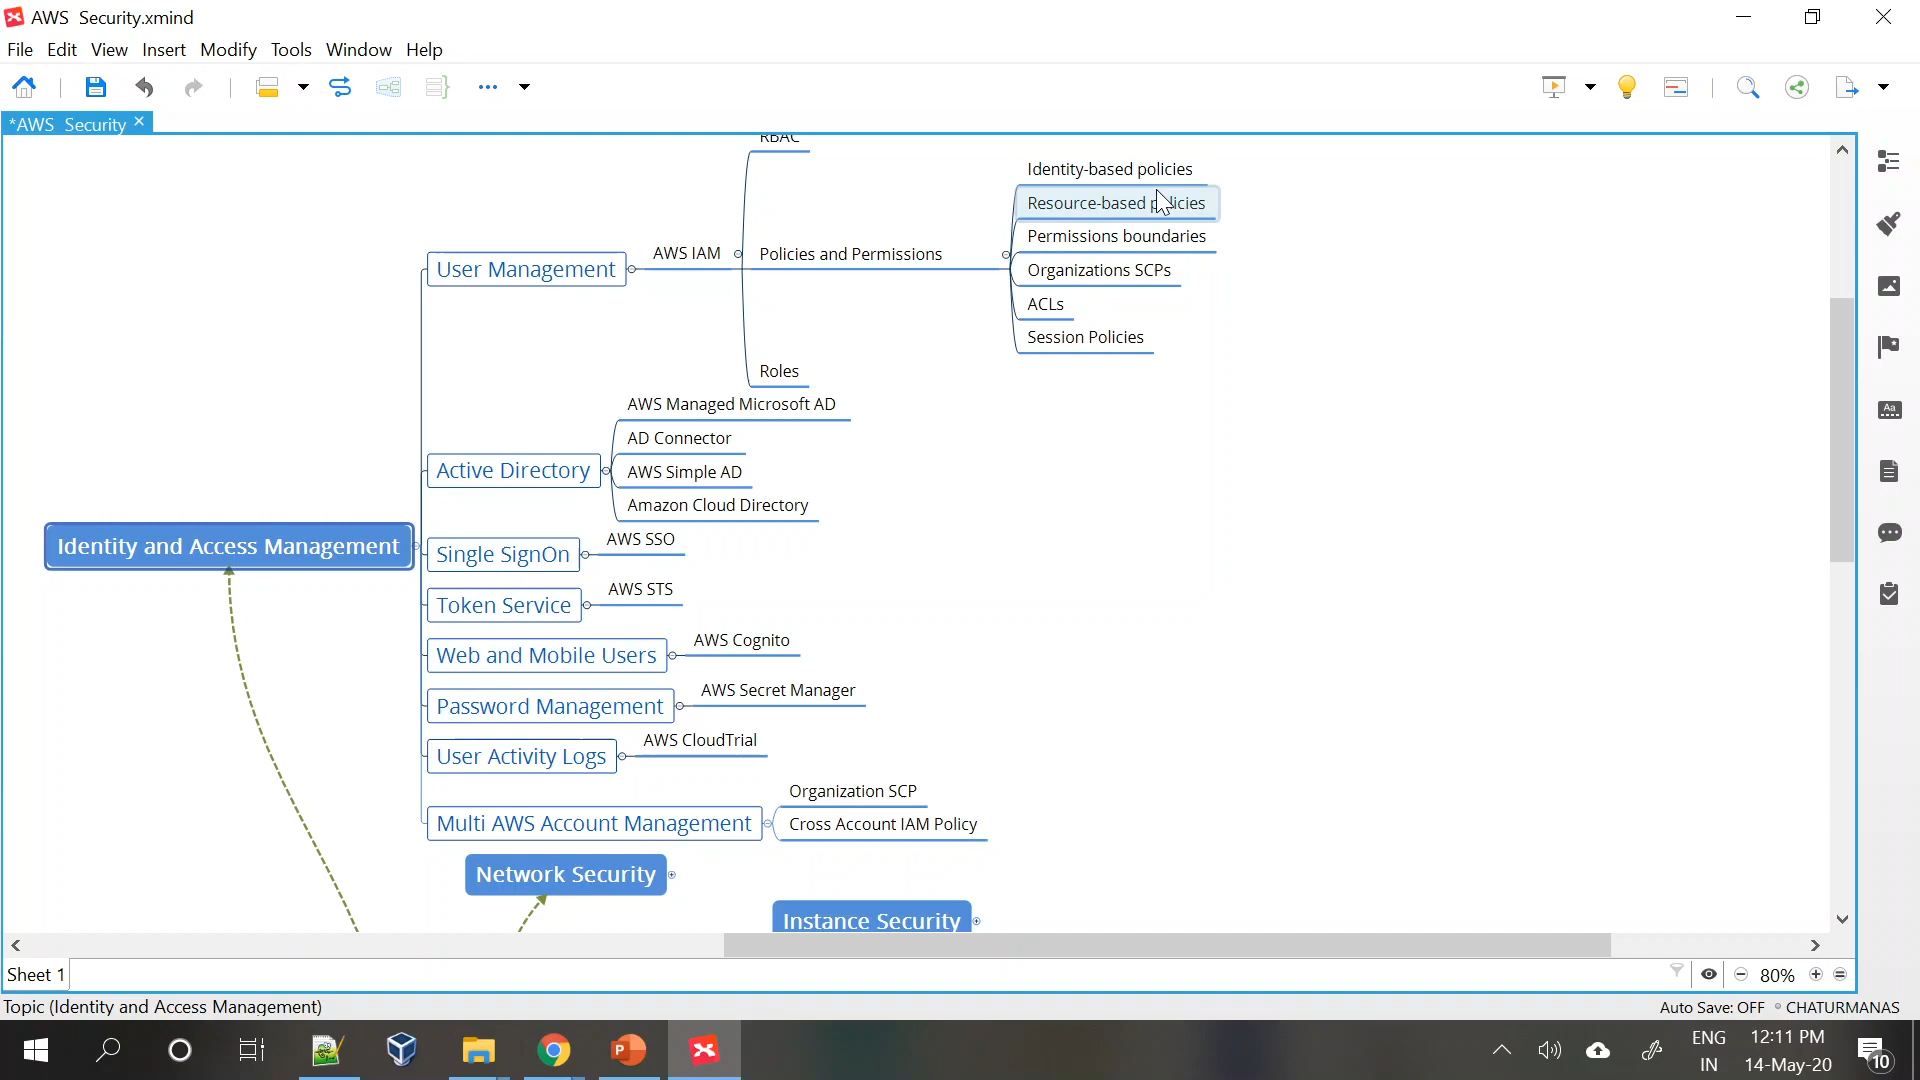 AWS Security.xmind
File Edit View Insert Modify Tools Window Help
*AWS Security
RBAC
Identity-based policies
Resource-based policies
Permissions boundaries
AWS IAM
Policies and Permissions
User Management
Organizations SCPs
ACLs
Session Policies
Roles
AWS Managed Microsoft AD
AD Connector
Active Directory
AWS Simple AD
Amazon Cloud Directory
Identity and Access Management
AWS SSO
Single SignOn
AWS STS
Token Service
AWS Cognito
Web and Mobile Users
AWS Secret Manager
Password Management
AWS CloudTrial
User Activity Logs
Organization SCP
Multi AWS Account Management
Cross Account IAM Policy
Network Security
Instance Security
Sheet 1
80%
Topic (Identity and Access Management)
Auto Save: OFF
CHATURMANAS
ENG
IN
12:11 PM
14-May-20
10
Aa